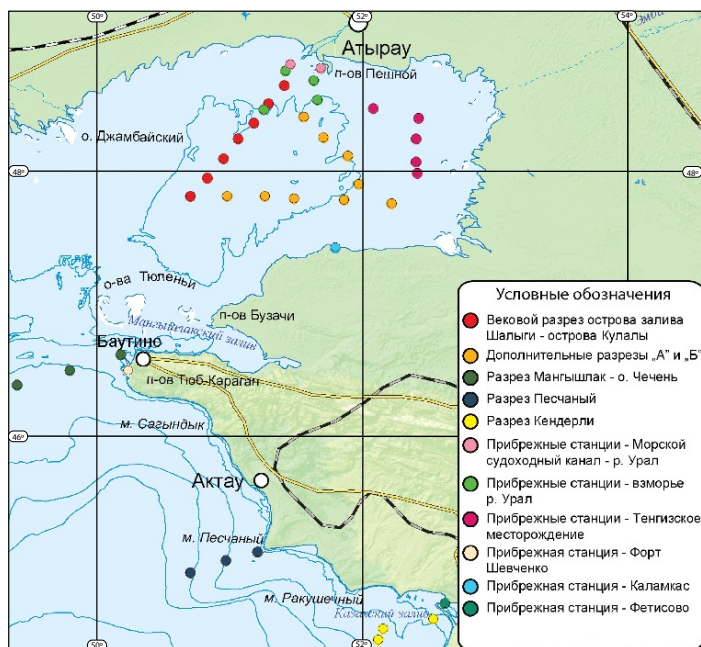 50°
52°
54°
Атырау
Эмба
п-ов Пешной
о. Джамбайский
48°
48°
о-ва Тюленьи
п-ов Бузачи
Мангышлакский залив
Баутино
п-ов Тюб-Караган
м. Сагындык
46°
Актау
м. Песчаный
м. Ракушечный
Казахский залив
50°
52°
Условные обозначения
Вековой разрез острова залива
Шалыги - острова Кулалы
Дополнительные разрезы „А" и „Б"
Разрез Мангышлак - о. Чечень
Разрез Песчаный
Разрез Кендерли
Прибрежные станции - Морской
судоходный канал - р. Урал
Прибрежные станции - взморье
р. Урал
Прибрежные станции - Тенгизское
месторождение
Прибрежная станция - Форт
Шевченко
Прибрежная станция - Каламкас
Прибрежная станция - Фетисово